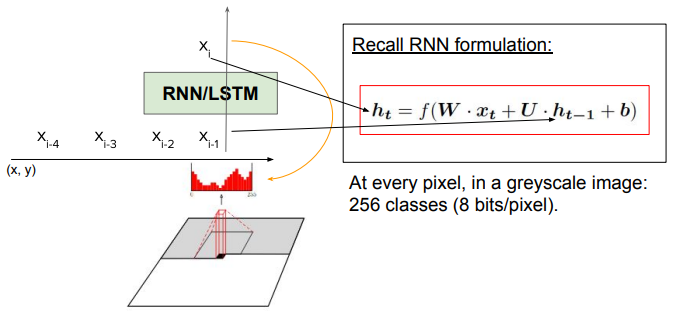 X_i
RNN/LSTM
X_{i-4} X_{i-3} X_{i-2} X_{i-1}
(x, y)
0 255
Recall RNN formulation:
h_t = f(W · x_t + U · h_{t-1} + b)
At every pixel, in a greyscale image:
256 classes (8 bits/pixel).